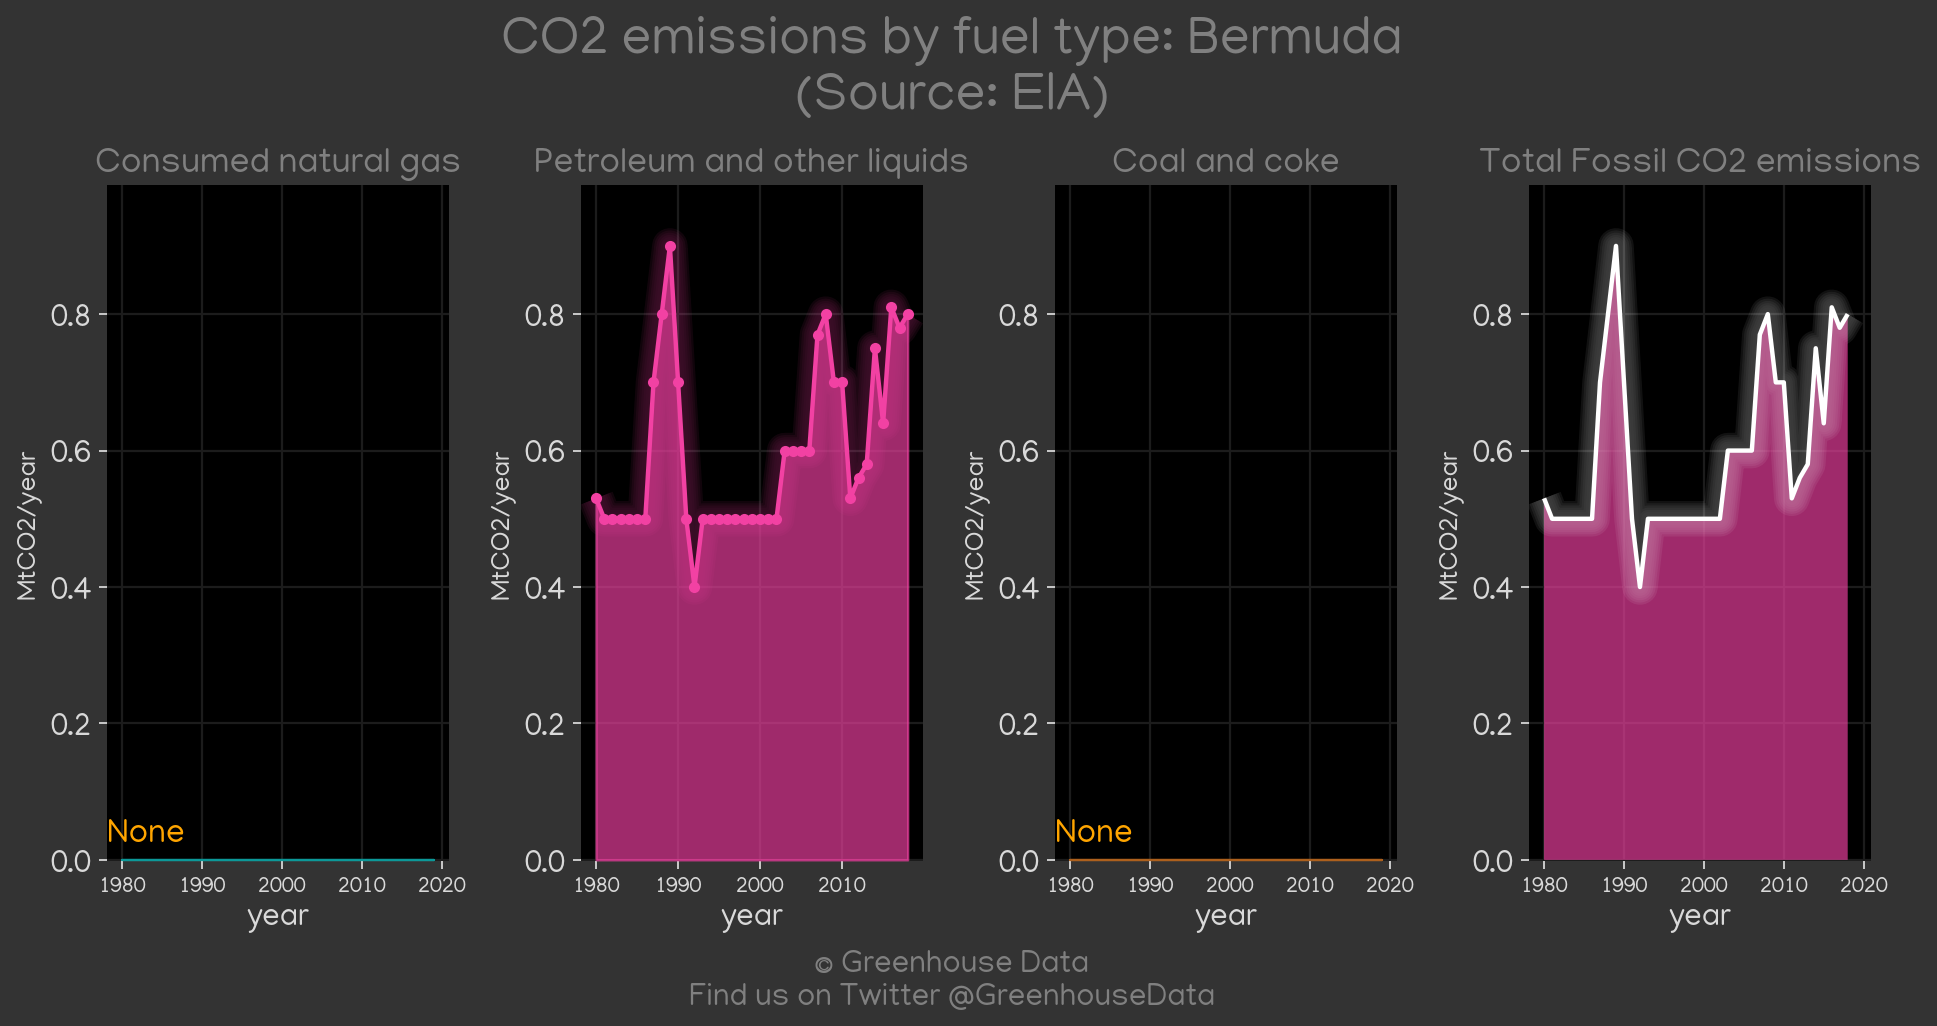 CO2 emissions by fuel type: Bermuda
(Source: EIA)
Consumed natural gas
MtCO2/year
0.8
0.6
0.4
0.2
0.0
None
1980 1990 2000 2010 2020
year
Petroleum and other liquids
MtCO2/year
0.8
0.6
0.4
0.2
0.0
1980 1990 2000 2010
year
Coal and coke
MtCO2/year
0.8
0.6
0.4
0.2
0.0
None
1980 1990 2000 2010 2020
year
Total Fossil CO2 emissions
MtCO2/year
0.8
0.6
0.4
0.2
0.0
1980 1990 2000 2010 2020
year
© Greenhouse Data
Find us on Twitter @GreenhouseData